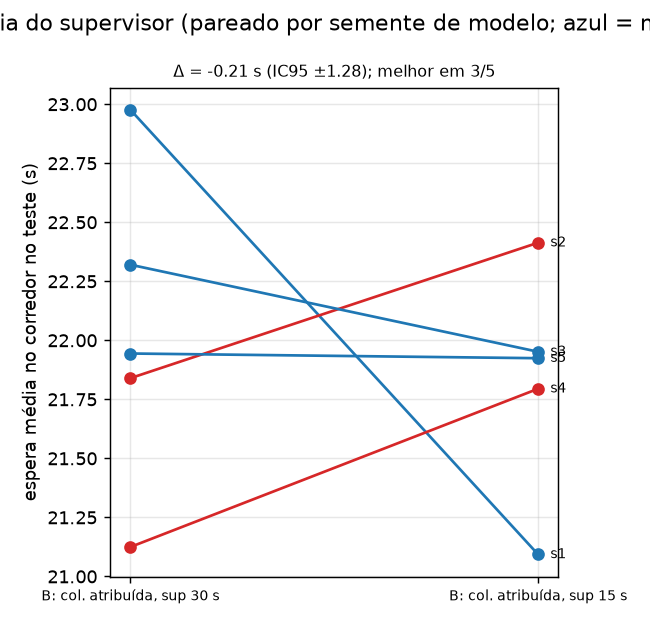 ia do supervisor (pareado por semente de modelo; azul = n
Δ = -0.21 s (IC95 ±1.28); melhor em 3/5
espera média no corredor no teste (s)
23.00
22.75
22.50
22.25
22.00
21.75
21.50
21.25
21.00
s2
s3
s5
s4
s1
B: col. atribuída, sup 30 s
B: col. atribuída, sup 15 s